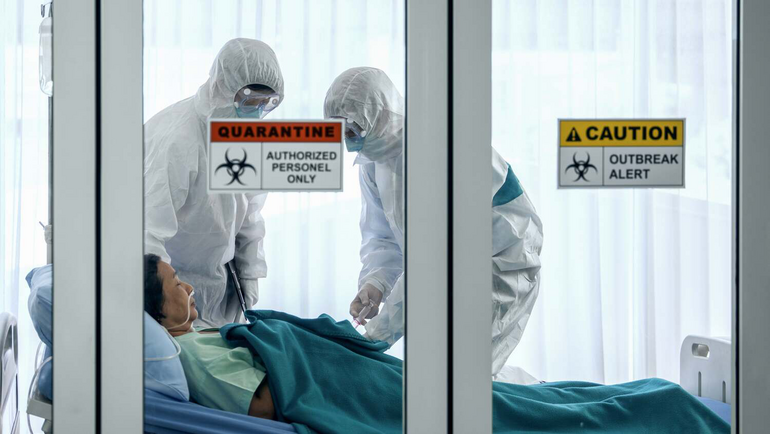 QUARANTINE
AUTHORIZED
PERSONEL
ONLY
CAUTION
OUTBREAK
ALERT